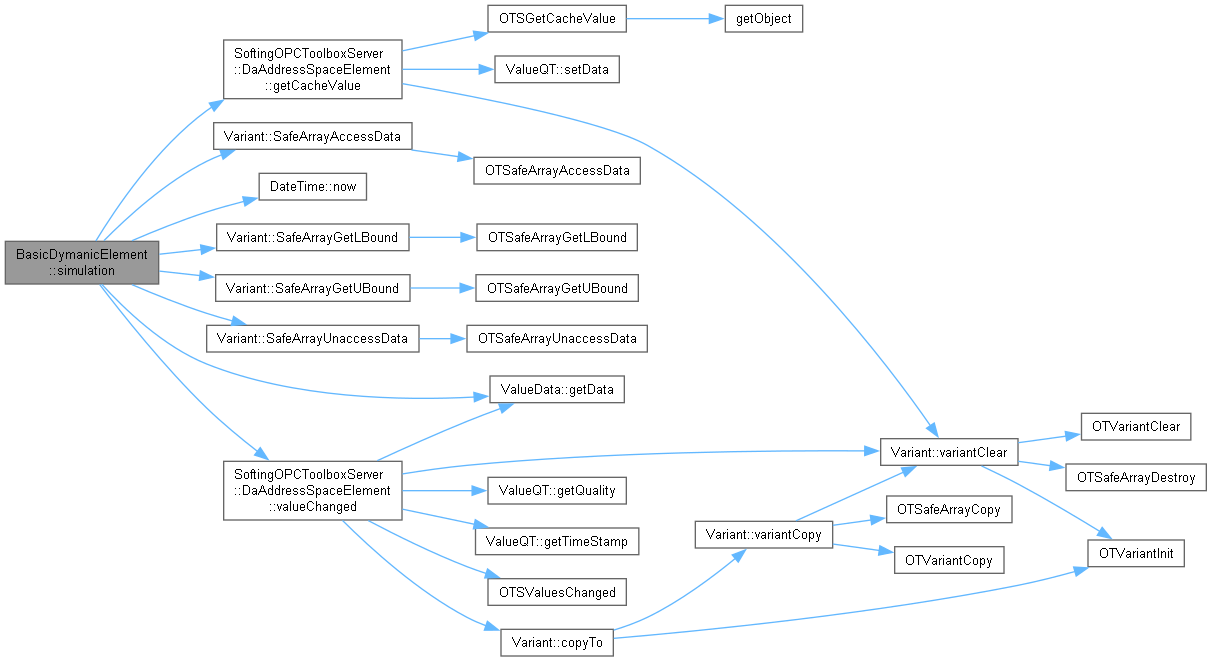 BasicDymanicElement
::simulation
SoftingOPCToolboxServer
::DaAddressSpaceElement
::getCacheValue
OTSGetCacheValue
getObject
ValueQT::setData
Variant::SafeArrayAccessData
OTSafeArrayAccessData
DateTime::now
Variant::SafeArrayGetLBound
OTSafeArrayGetLBound
Variant::SafeArrayGetUBound
OTSafeArrayGetUBound
Variant::SafeArrayUnaccessData
OTSafeArrayUnaccessData
ValueData::getData
SoftingOPCToolboxServer
::DaAddressSpaceElement
::valueChanged
Variant::variantClear
OTVariantClear
OTSafeArrayDestroy
ValueQT::getQuality
ValueQT::getTimeStamp
Variant::variantCopy
OTSafeArrayCopy
OTVariantCopy
OTVariantInit
OTSValuesChanged
Variant::copyTo